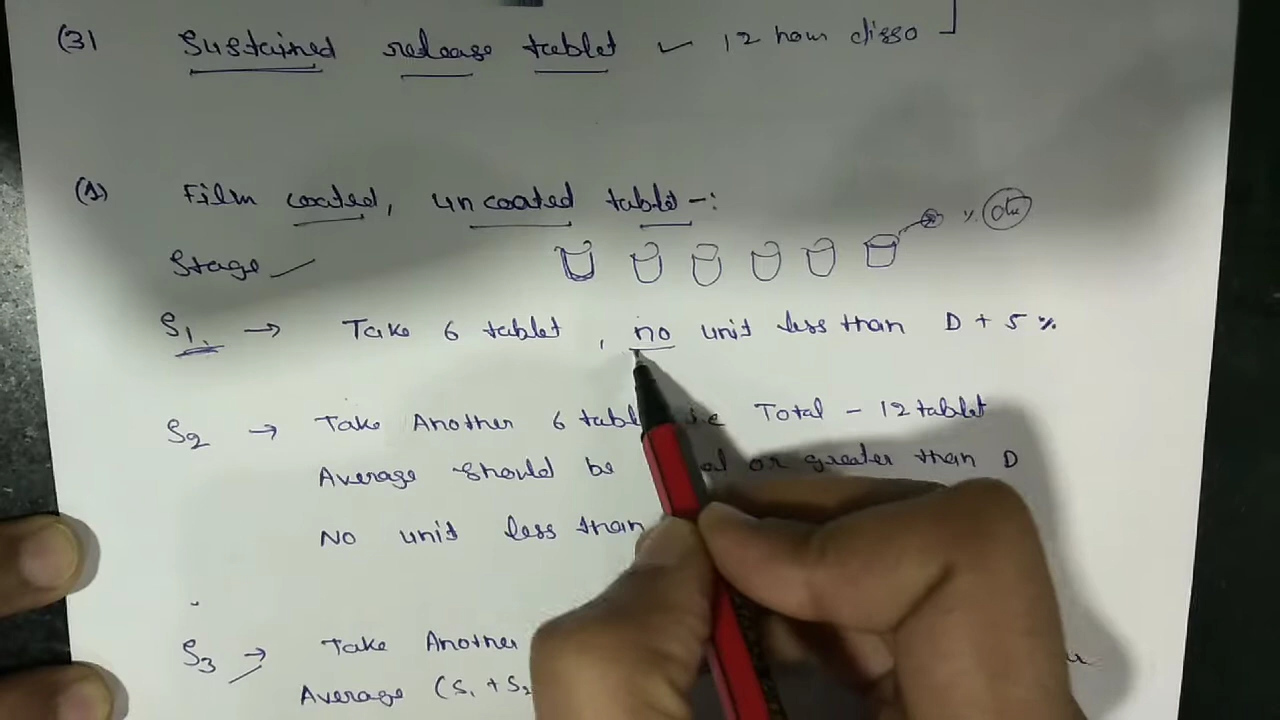 (3) Sustained release tablet ✓ 12 hour disso ]
(1) Film coated, uncoated tablet -:
Stage
% ok
S1. → Take 6 tablet, no unit less than D + 5 %
S2 → Take Another 6 i.e Total - 12 tablet
Average should be or greater than D
NO unit less than
S3 → Take Another
Average (S1 + S2